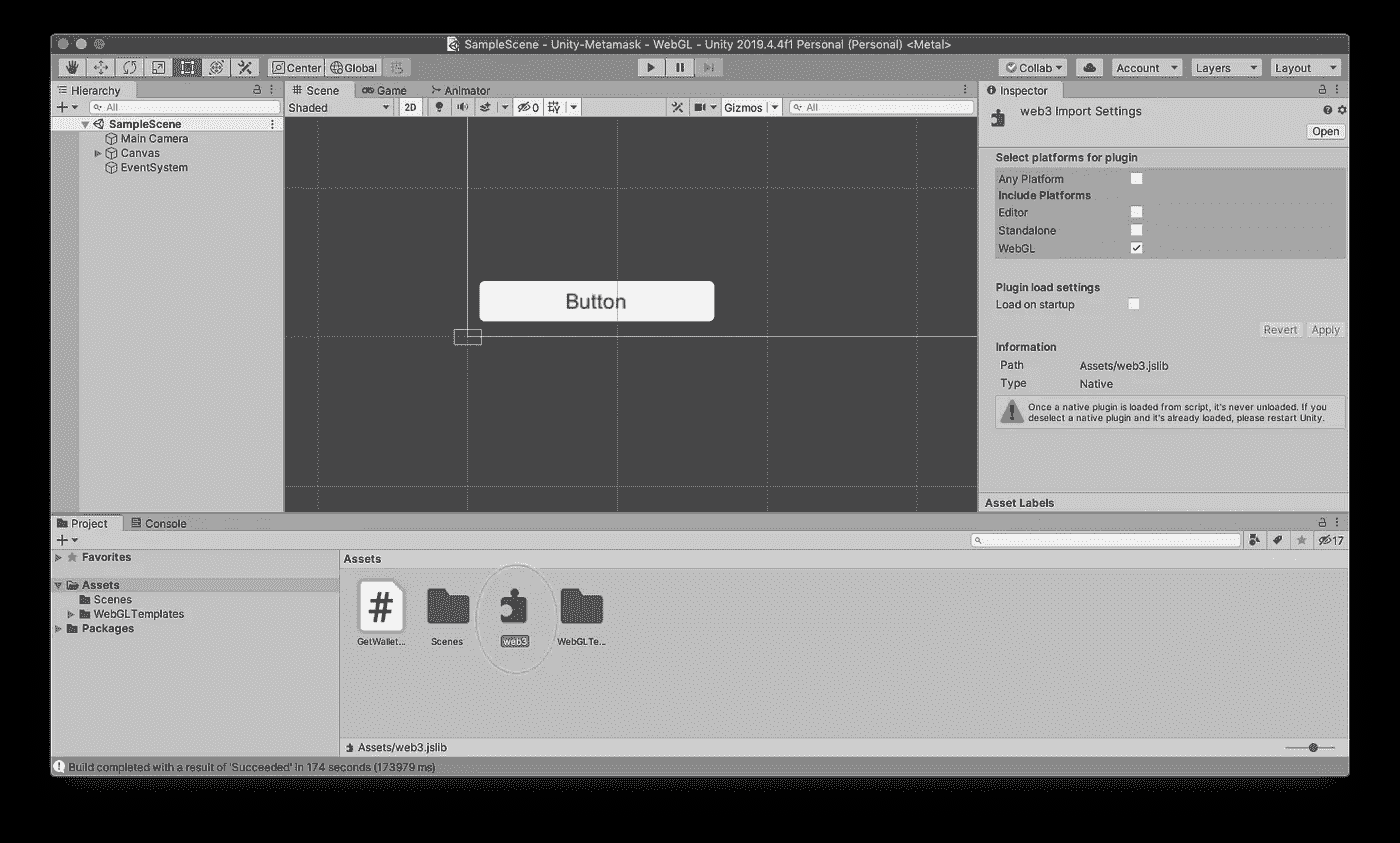 SampleScene - Unity-Metamask - WebGL - Unity 2019.4.4f1 Personal (Personal) <Metal>
Center Global Collab Account Layers Layout
Hierarchy
All
SampleScene
Main Camera
Canvas
EventSystem
Scene Game Animator
Shaded 2D 0 Gizmos All
Button
Inspector
web3 Import Settings
Open
Select platforms for plugin
Any Platform
Include Platforms
Editor
Standalone
WebGL
Plugin load settings
Load on startup
Revert Apply
Information
Path Assets/web3.jslib
Type Native
Once a native plugin is loaded from script, it's never unloaded. If you
deselect a native plugin and it's already loaded, please restart Unity.
Asset Labels
Project Console
17
Favorites
Assets
Scenes
WebGLTemplates
Packages
Assets
#
GetWallet... Scenes web3 WebGLTe...
Assets/web3.jslib
Build completed with a result of 'Succeeded' in 174 seconds (173979 ms)